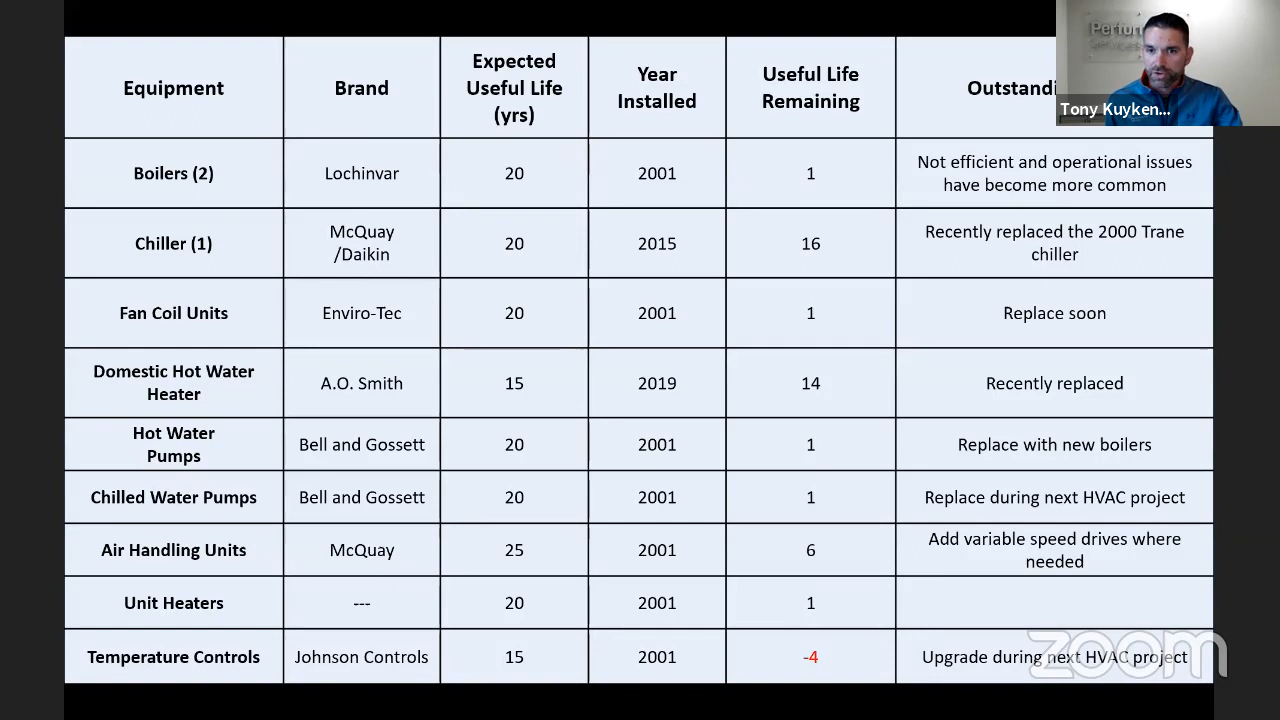 Equipment
Brand
Expected
Useful Life
(yrs)
Year
Installed
Useful Life
Remaining
Tony Kuyken...
Boilers (2)
Lochinvar
20
2001
1
Not efficient and operational issues
have become more common
Chiller (1)
McQuay
/Daikin
20
2015
16
Recently replaced the 2000 Trane
chiller
Fan Coil Units
Enviro-Tec
20
2001
1
Replace soon
Domestic Hot Water
Heater
A.O. Smith
15
2019
14
Recently replaced
Hot Water
Pumps
Bell and Gossett
20
2001
1
Replace with new boilers
Chilled Water Pumps
Bell and Gossett
20
2001
1
Replace during next HVAC project
Air Handling Units
McQuay
25
2001
6
Add variable speed drives where
needed
Unit Heaters
---
20
2001
1
Temperature Controls
Johnson Controls
15
2001
-4
Upgrade during next HVAC project
zoom